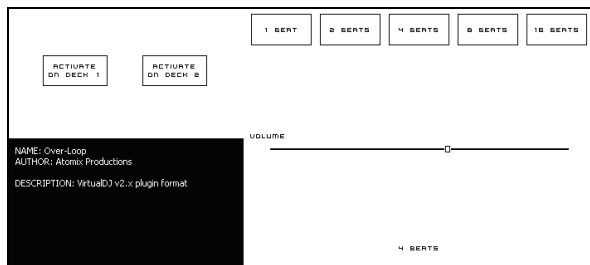 1 BEAT
2 BEATS
4 BEATS
8 BEATS
16 BEATS
ACTIVATE
ON DECK 1
ACTIVATE
ON DECK 2
VOLUME
NAME: Over-Loop
AUTHOR: Atomix Productions
DESCRIPTION: VirtualDJ v2.x plugin format
4 BEATS